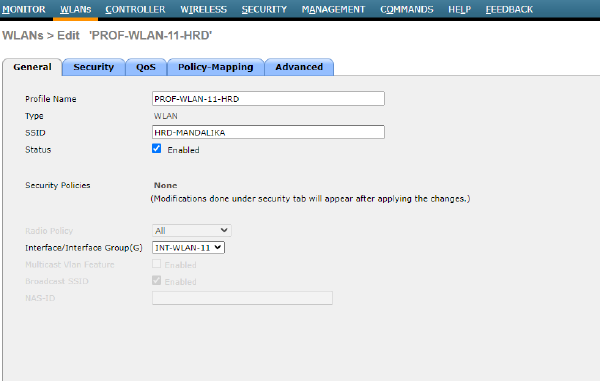 MONITOR WLANs CONTROLLER WIRELESS SECURITY MANAGEMENT COMMANDS HELP FEEDBACK
WLANs > Edit 'PROF-WLAN-11-HRD'
General Security QoS Policy-Mapping Advanced
Profile Name PROF-WLAN-11-HRD
Type WLAN
SSID HRD-MANDALIKA
Status Enabled
Security Policies None
(Modifications done under security tab will appear after applying the changes.)
Radio Policy All
Interface/Interface Group(G) INT-WLAN-11
Multicast Vlan Feature Enabled
Broadcast SSID Enabled
NAS-ID